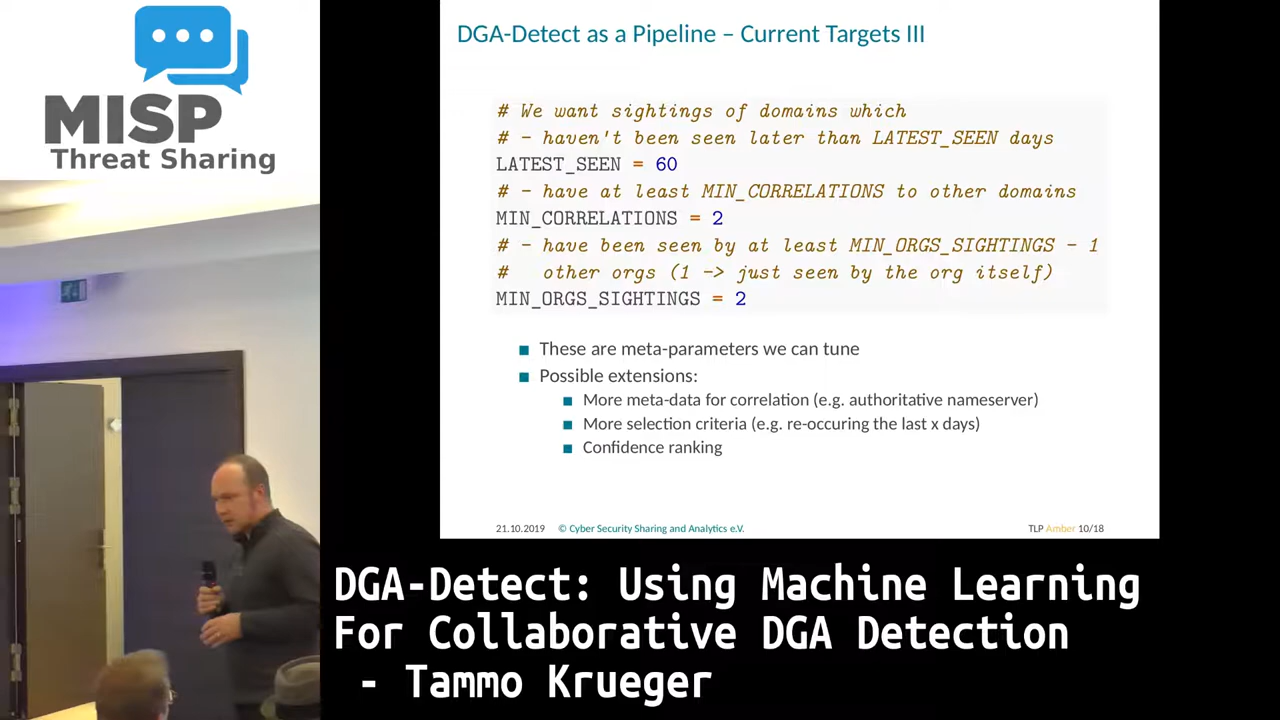 MISP
Threat Sharing
DGA-Detect as a Pipeline – Current Targets III
# We want sightings of domains which
# - haven't been seen later than LATEST_SEEN days
LATEST_SEEN = 60
# - have at least MIN_CORRELATIONS to other domains
MIN_CORRELATIONS = 2
# - have been seen by at least MIN_ORGS_SIGHTINGS - 1
#   other orgs (1 -> just seen by the org itself)
MIN_ORGS_SIGHTINGS = 2
These are meta-parameters we can tune
Possible extensions:
More meta-data for correlation (e.g. authoritative nameserver)
More selection criteria (e.g. re-occuring the last x days)
Confidence ranking
21.10.2019 © Cyber Security Sharing and Analytics e.V. TLP Amber 10/18
DGA-Detect: Using Machine Learning
For Collaborative DGA Detection
- Tammo Krueger